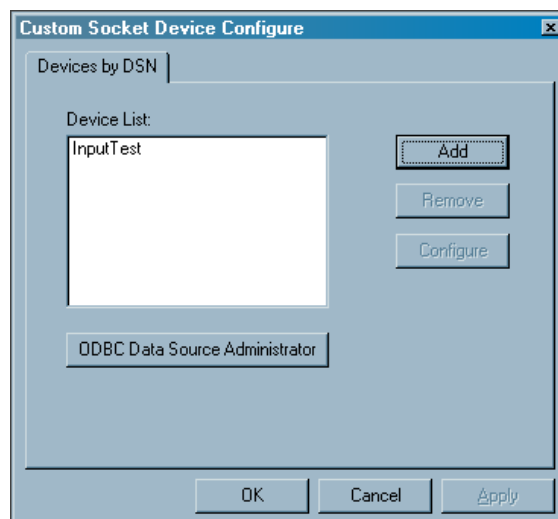 Custom Socket Device Configure
Devices by DSN
Device List:
InputTest
Add
Remove
Configure
ODBC Data Source Administrator
OK
Cancel
Apply